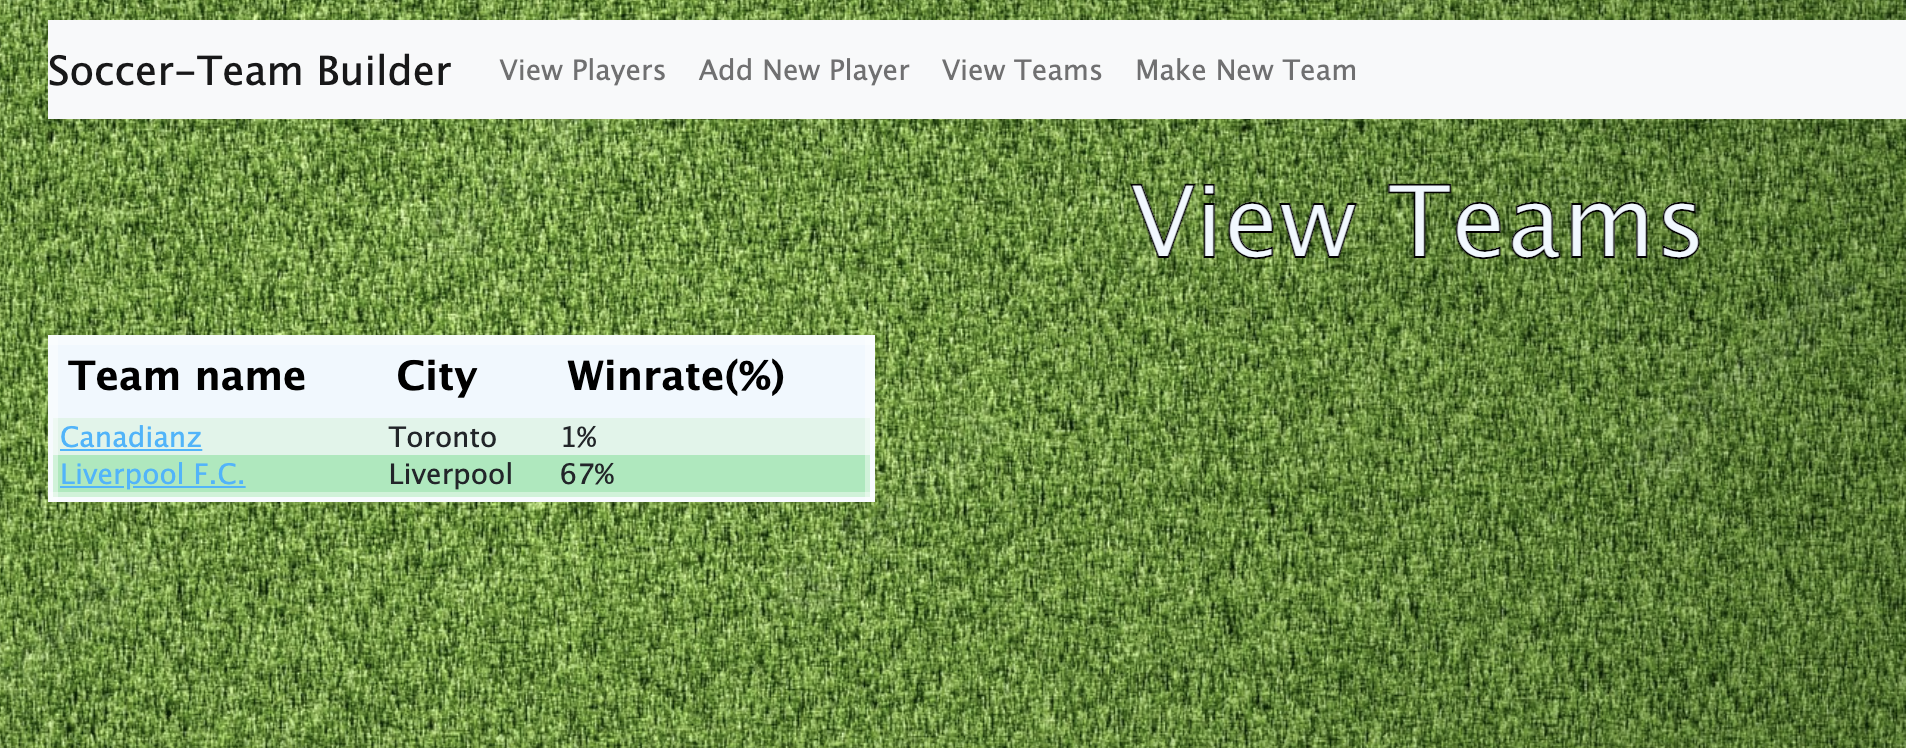 Soccer-Team Builder View Players Add New Player View Teams Make New Team
View Teams
Team name City Winrate(%)
Canadianz Toronto 1%
Liverpool F.C. Liverpool 67%